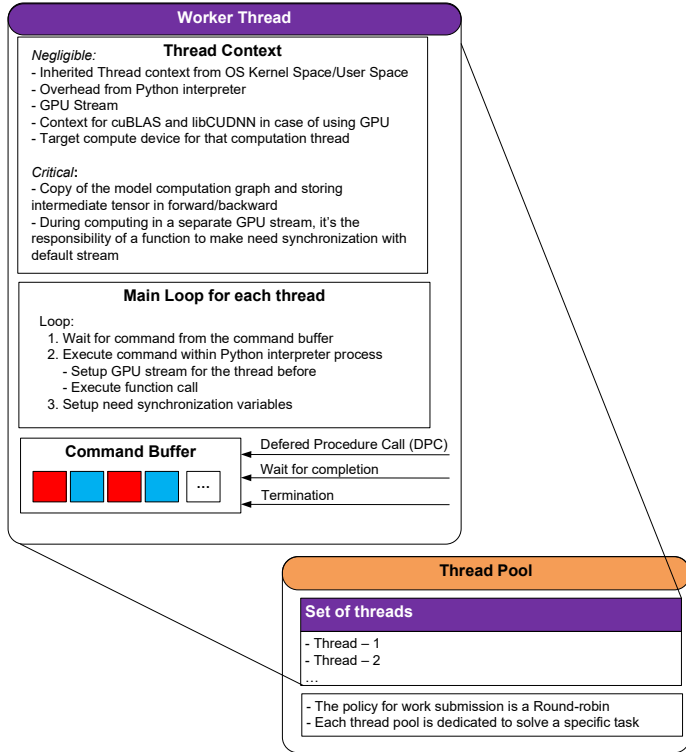 Worker Thread
Thread Context
Negligible:
- Inherited Thread context from OS Kernel Space/User Space
- Overhead from Python interpreter
- GPU Stream
- Context for cuBLAS and libCUDNN in case of using GPU
- Target compute device for that computation thread
Critical:
- Copy of the model computation graph and storing
intermediate tensor in forward/backward
- During computing in a separate GPU stream, it's the
responsibility of a function to make need synchronization with
default stream
Main Loop for each thread
Loop:
1. Wait for command from the command buffer
2. Execute command within Python interpreter process
- Setup GPU stream for the thread before
- Execute function call
3. Setup need synchronization variables
Command Buffer
...
Defered Procedure Call (DPC)
Wait for completion
Termination
Thread Pool
Set of threads
- Thread – 1
- Thread – 2
...
- The policy for work submission is a Round-robin
- Each thread pool is dedicated to solve a specific task